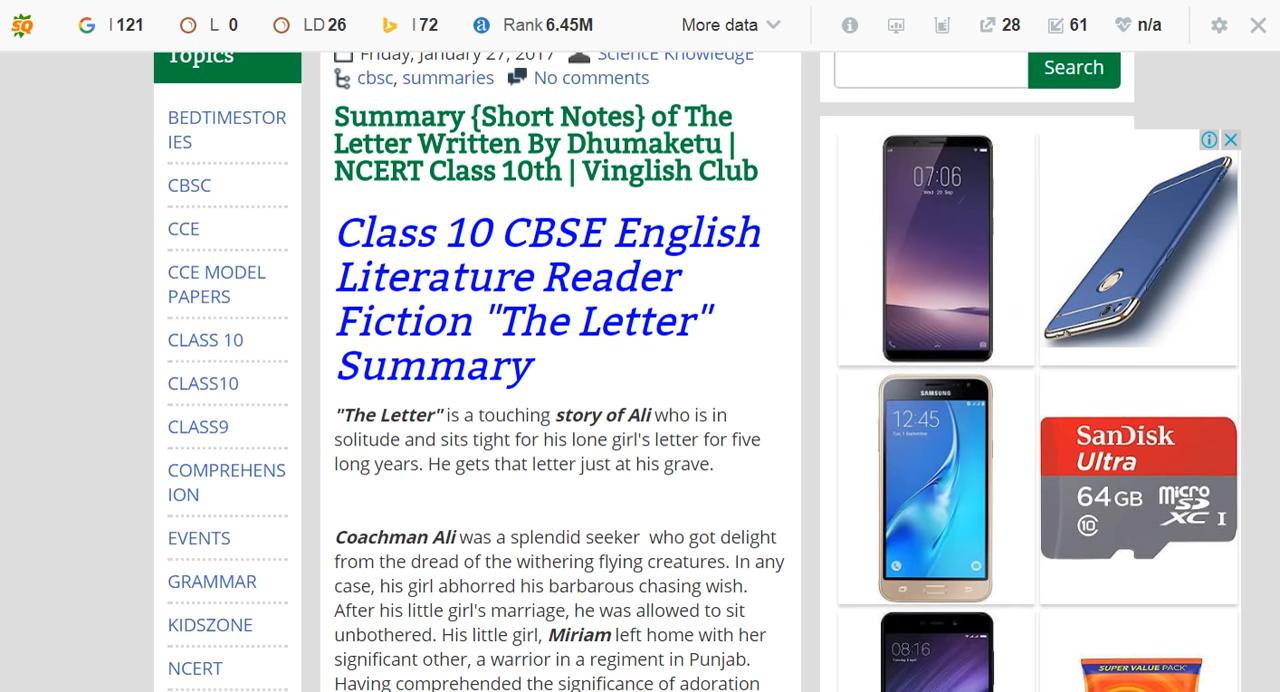 I 121 L 0 LD 26 I 72 Rank 6.45M More data 28 61 n/a
Topics
BEDTIMESTOR
IES
CBSC
CCE
CCE MODEL
PAPERS
CLASS 10
CLASS10
CLASS9
COMPREHENS
ION
EVENTS
GRAMMAR
KIDSZONE
NCERT
Friday, January 27, 2017 Science Knowledge
cbsc, summaries No comments
Summary {Short Notes} of The
Letter Written By Dhumaketu |
NCERT Class 10th | Vinglish Club
Class 10 CBSE English
Literature Reader
Fiction "The Letter"
Summary
"The Letter" is a touching story of Ali who is in
solitude and sits tight for his lone girl's letter for five
long years. He gets that letter just at his grave.
Coachman Ali was a splendid seeker who got delight
from the dread of the withering flying creatures. In any
case, his girl abhorred his barbarous chasing wish.
After his little girl's marriage, he was allowed to sit
unbothered. His little girl, Miriam left home with her
significant other, a warrior in a regiment in Punjab.
Having comprehended the significance of adoration
Search
07:06
SAMSUNG
12:45
SanDisk
Ultra
64GB micro
SD
XC I
10
08:16
SUPER VALUE PACK